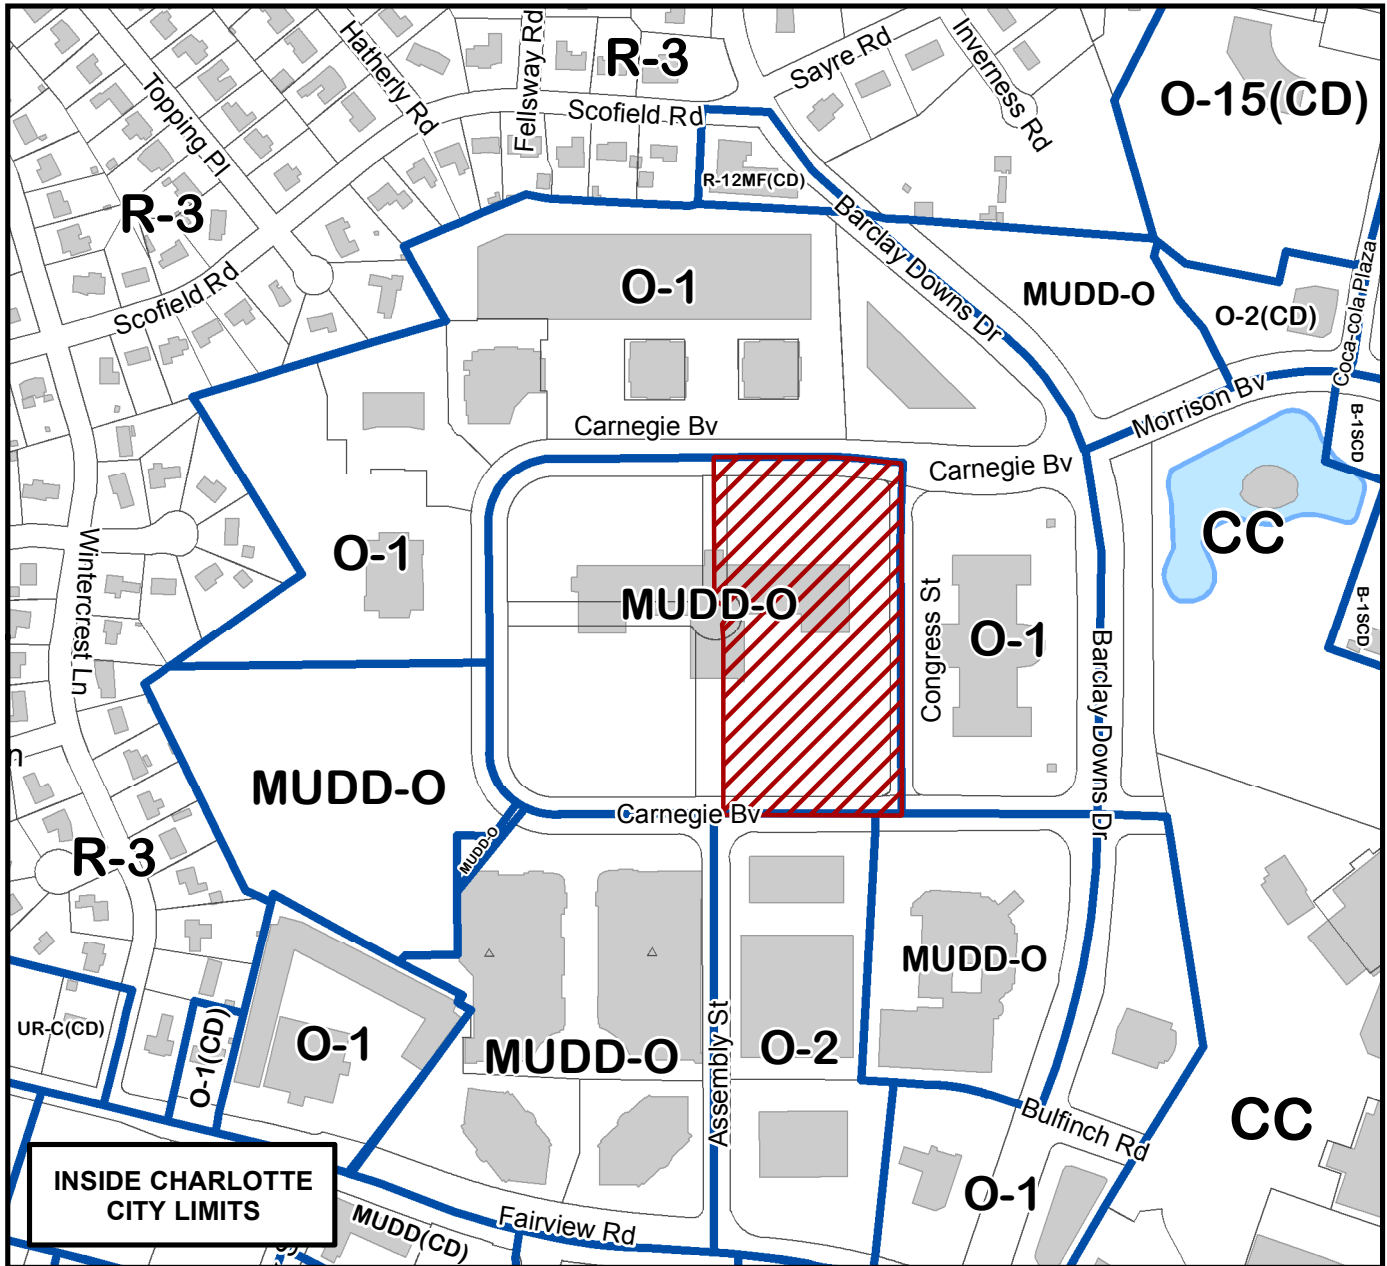 R-3
O-15(CD)
Hatherly Rd
Fellsway Rd
Sayre Rd
Inverness Rd
Topping Pl
Scofield Rd
R-12MF(CD)
R-3
Barclay Downs Dr
Scofield Rd
O-1
MUDD-O
O-2(CD)
Coca-cola Plaza
Morrison Bv
B-1SCD
Carnegie Bv
Carnegie Bv
CC
Wintercrest Ln
O-1
MUDD-O
Congress St
O-1
B-1SCD
Barclay Downs Dr
n
MUDD-O
Carnegie Bv
MUDD-O
R-3
MUDD-O
UR-C(CD)
O-1(CD)
O-1
MUDD-O
Assembly St
O-2
Bulfinch Rd
CC
O-1
INSIDE CHARLOTTE
CITY LIMITS
MUDD(CD)
Fairview Rd